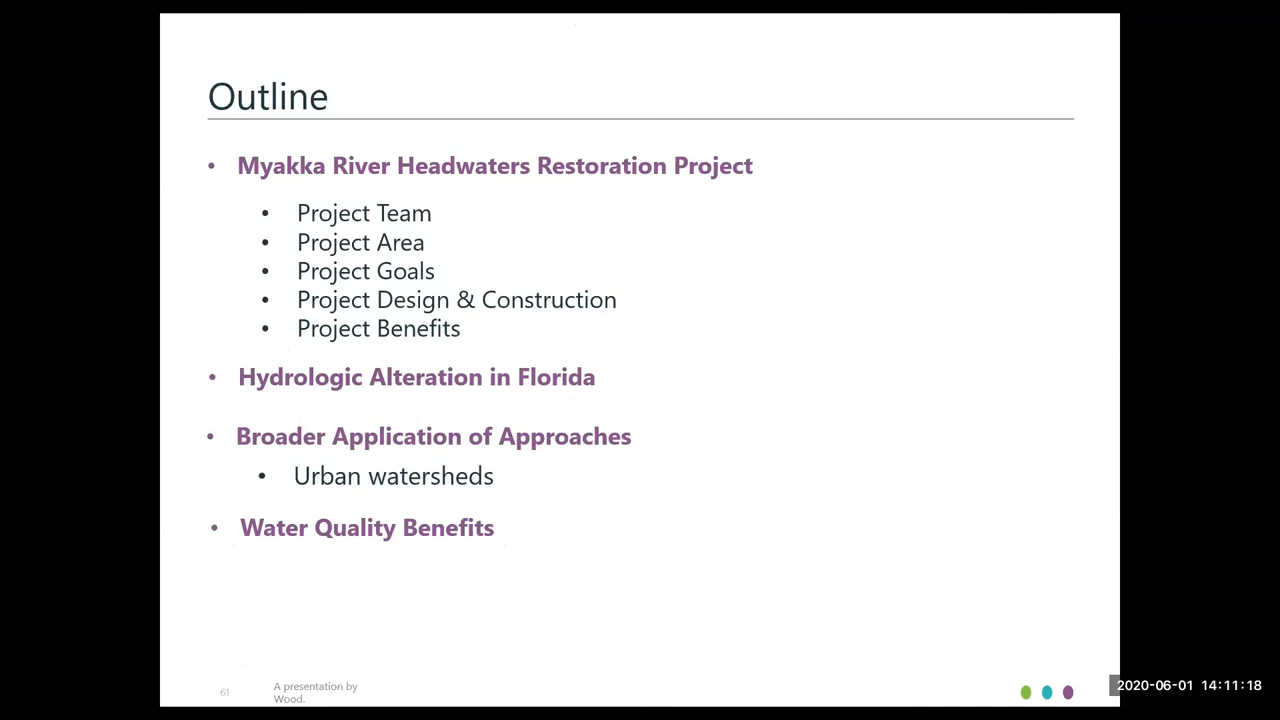 Outline
• Myakka River Headwaters Restoration Project
• Project Team
• Project Area
• Project Goals
• Project Design & Construction
• Project Benefits
• Hydrologic Alteration in Florida
• Broader Application of Approaches
• Urban watersheds
• Water Quality Benefits
61
A presentation by
Wood.
2020-06-01 14:11:18